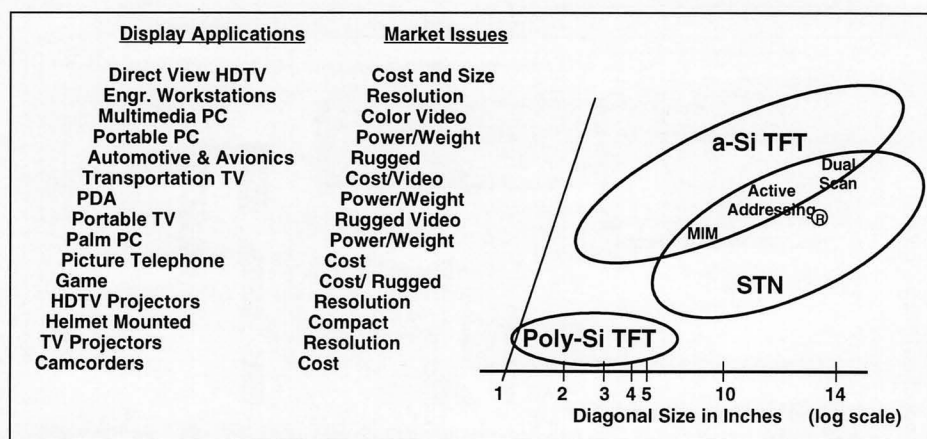 Display Applications Market Issues
Direct View HDTV Cost and Size
Engr. Workstations Resolution
Multimedia PC Color Video
Portable PC Power/Weight
Automotive & Avionics Rugged
Transportation TV Cost/Video
PDA Power/Weight
Portable TV Rugged Video
Palm PC Power/Weight
Picture Telephone Cost
Game Cost/ Rugged
HDTV Projectors Resolution
Helmet Mounted Compact
TV Projectors Resolution
Camcorders Cost
a-Si TFT
Dual
Scan
Active
Addressing®
MIM
STN
Poly-Si TFT
1 2 3 4 5 10 14
Diagonal Size in Inches (log scale)